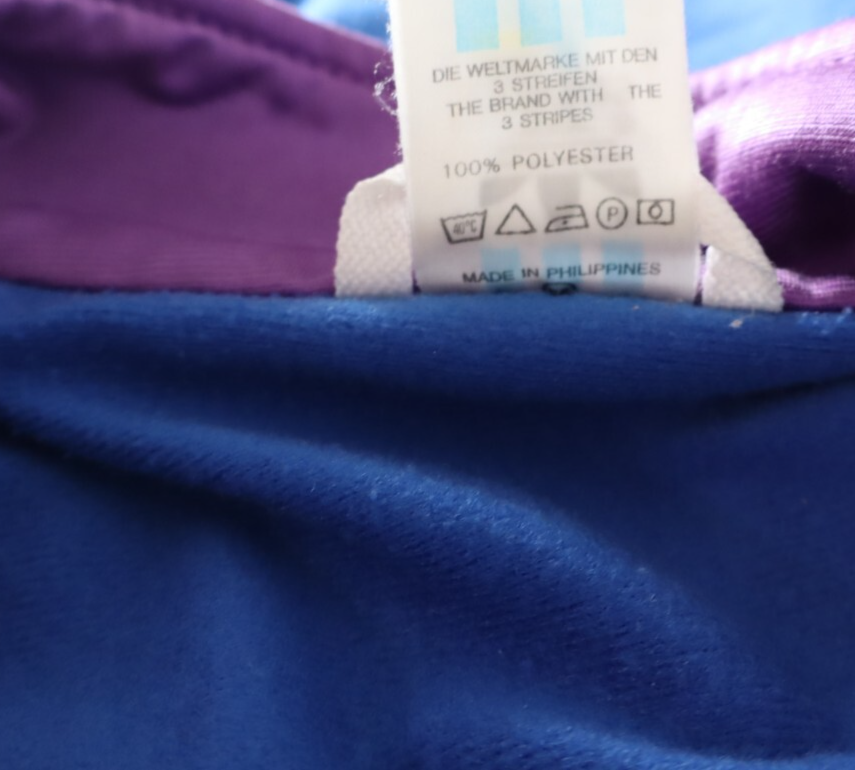 DIE WELTMARKE MIT DEN
3 STREIFEN
THE BRAND WITH THE
3 STRIPES
100% POLYESTER
40°C P
MADE IN PHILIPPINES